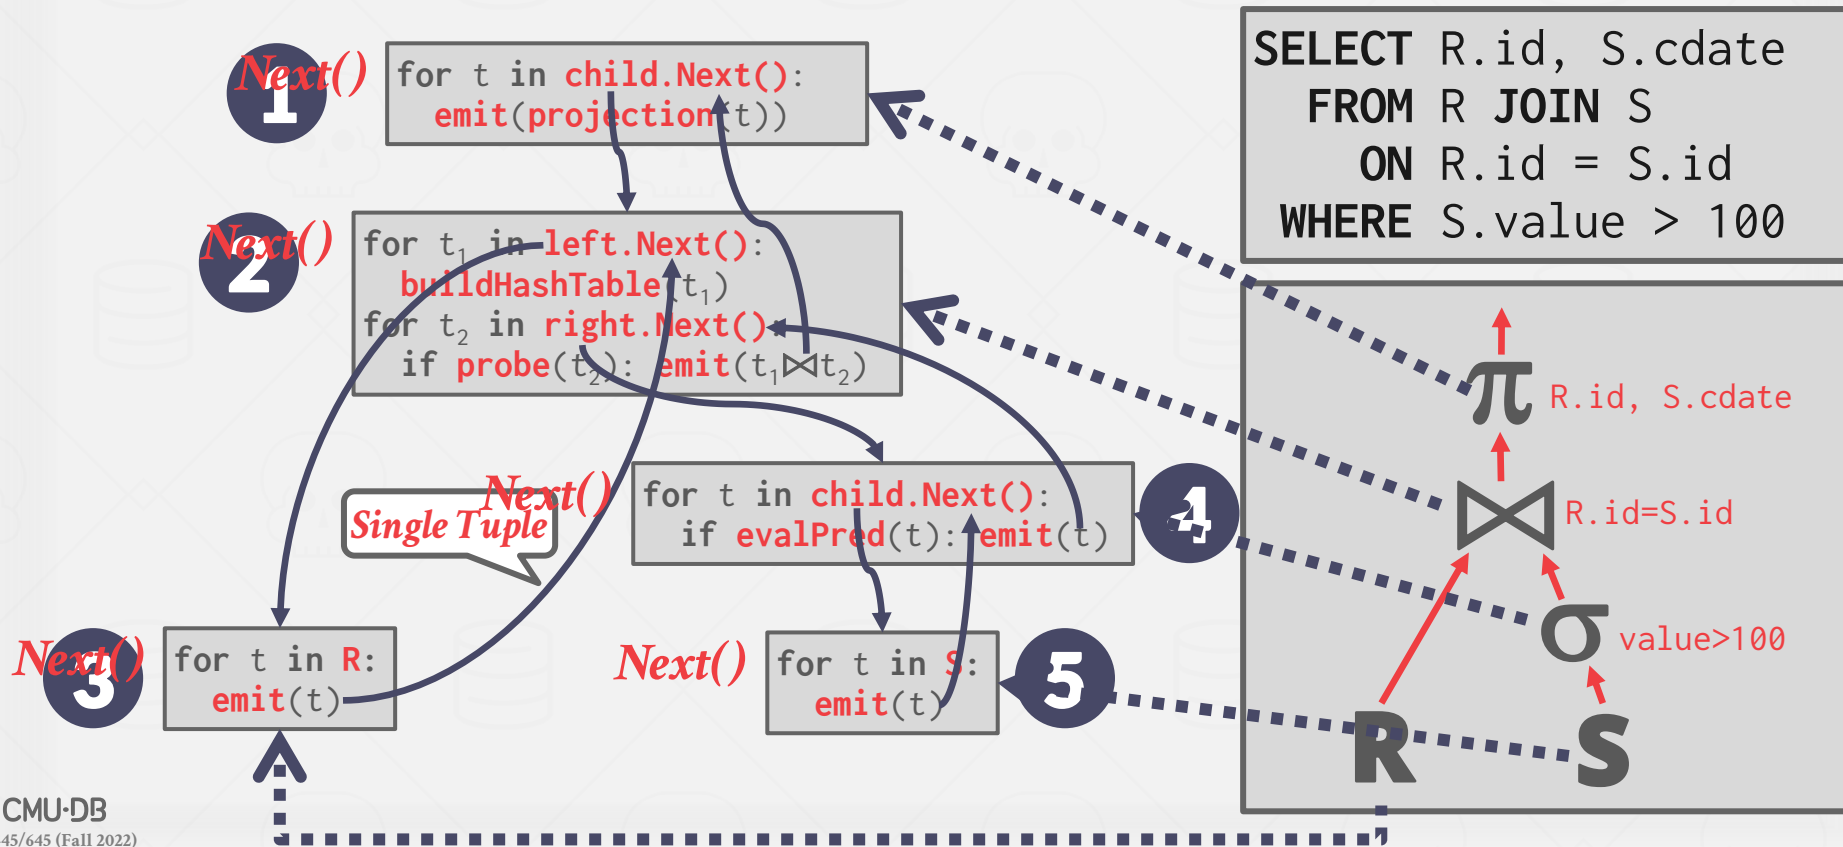 Next()
1
for t in child.Next():
emit(projection(t))
Next()
2
for t1 in left.Next():
buildHashTable(t1)
for t2 in right.Next():
if probe(t2): emit(t1⋈t2)
Next()
Single Tuple
for t in child.Next():
if evalPred(t): emit(t)
4
Next()
3
for t in R:
emit(t)
Next()
for t in S:
emit(t)
5
SELECT R.id, S.cdate
FROM R JOIN S
ON R.id = S.id
WHERE S.value > 100
π R.id, S.cdate
⋈ R.id=S.id
σ value>100
R S
CMU·DB
45/645 (Fall 2022)